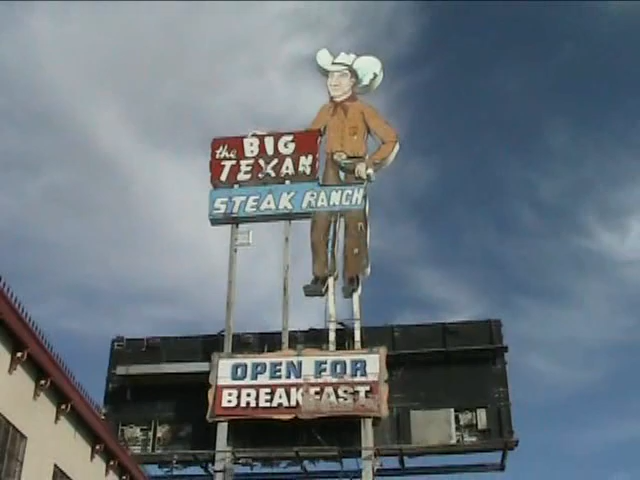 the BIG
TEXAN
STEAK RANCH
OPEN FOR
BREAKFAST